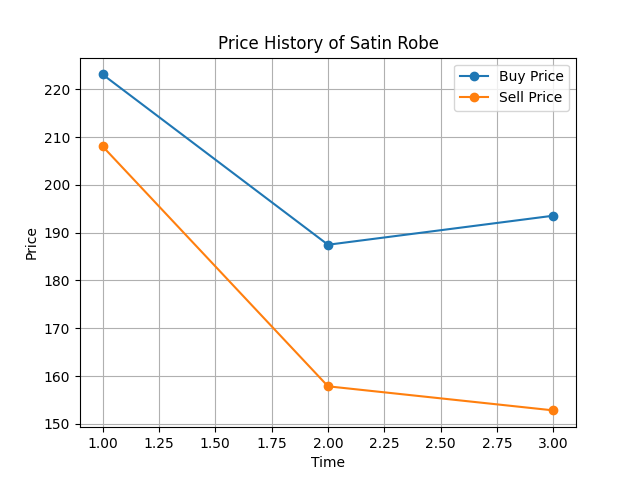 Price History of Satin Robe
Buy Price
Sell Price
Price
220
210
200
190
180
170
160
150
1.00 1.25 1.50 1.75 2.00 2.25 2.50 2.75 3.00
Time